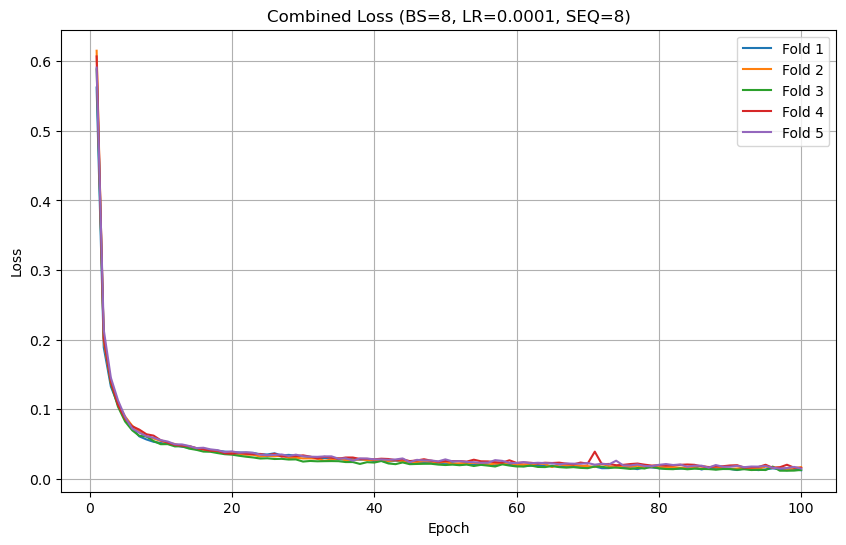 Combined Loss (BS=8, LR=0.0001, SEQ=8)
Fold 1
Fold 2
Fold 3
Fold 4
Fold 5
Loss
0.6
0.5
0.4
0.3
0.2
0.1
0.0
0 20 40 60 80 100
Epoch